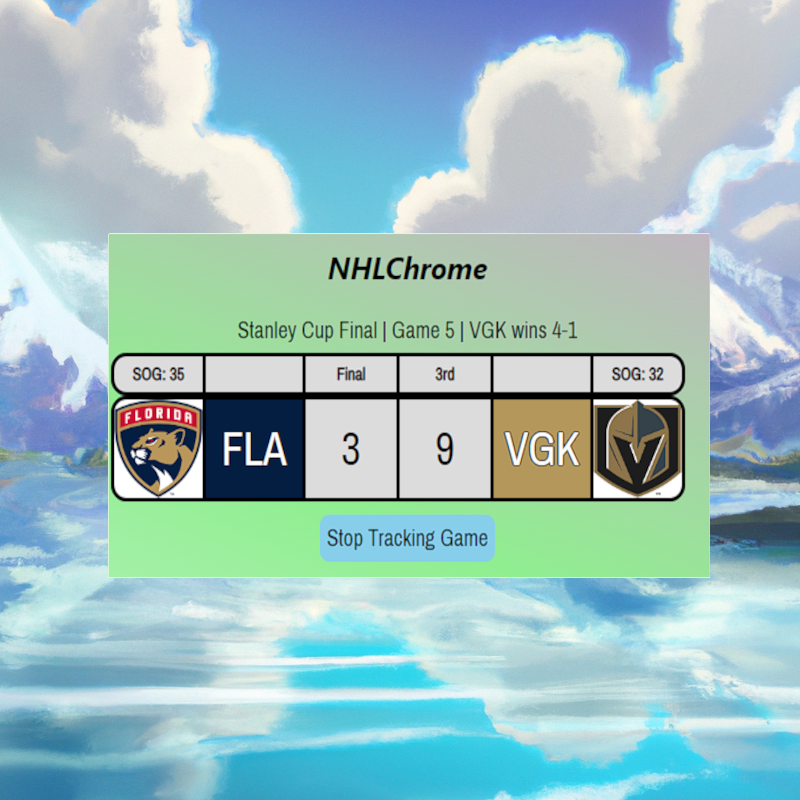 NHLChrome
Stanley Cup Final | Game 5 | VGK wins 4-1
SOG: 35 Final 3rd SOG: 32
FLORIDA FLA 3 9 VGK
Stop Tracking Game